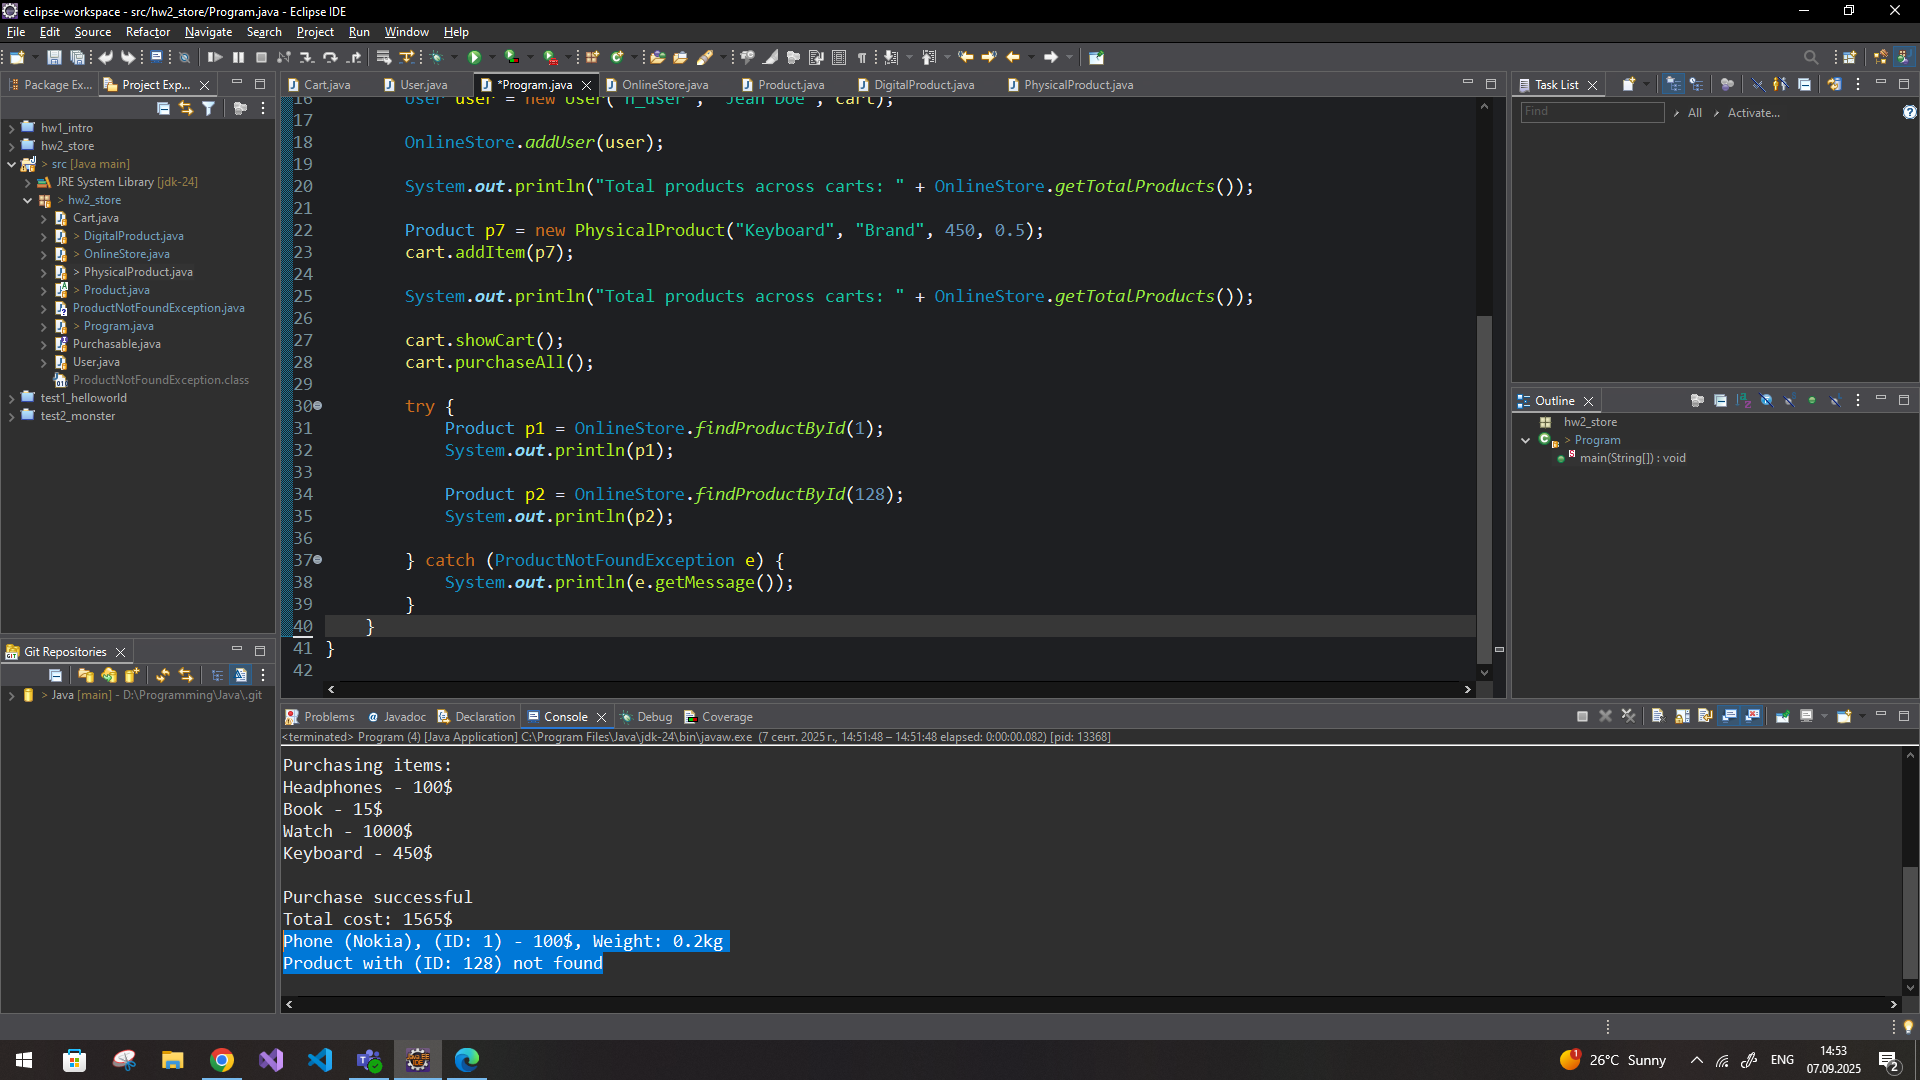 eclipse-workspace - src/hw2_store/Program.java - Eclipse IDE
File Edit Source Refactor Navigate Search Project Run Window Help
Package Ex... Project Exp...
hw1_intro
hw2_store
> src [Java main]
JRE System Library [jdk-24]
> hw2_store
Cart.java
> DigitalProduct.java
> OnlineStore.java
> PhysicalProduct.java
> Product.java
ProductNotFoundException.java
> Program.java
Purchasable.java
User.java
ProductNotFoundException.class
test1_helloworld
test2_monster
Git Repositories
> Java [main] - D:\Programming\Java\.git
Cart.java User.java *Program.java OnlineStore.java Product.java DigitalProduct.java PhysicalProduct.java
16 User user = new User("n_user", "Jean Doe", cart);
17
18 OnlineStore.addUser(user);
19
20 System.out.println("Total products across carts: " + OnlineStore.getTotalProducts());
21
22 Product p7 = new PhysicalProduct("Keyboard", "Brand", 450, 0.5);
23 cart.addItem(p7);
24
25 System.out.println("Total products across carts: " + OnlineStore.getTotalProducts());
26
27 cart.showCart();
28 cart.purchaseAll();
29
30 try {
31 Product p1 = OnlineStore.findProductById(1);
32 System.out.println(p1);
33
34 Product p2 = OnlineStore.findProductById(128);
35 System.out.println(p2);
36
37 } catch (ProductNotFoundException e) {
38 System.out.println(e.getMessage());
39 }
40 }
41 }
42
Task List
Find All Activate...
Outline
hw2_store
> Program
main(String[]) : void
Problems Javadoc Declaration Console Debug Coverage
<terminated> Program (4) [Java Application] C:\Program Files\Java\jdk-24\bin\javaw.exe (7 сент. 2025 г., 14:51:48 – 14:51:48 elapsed: 0:00:00.082) [pid: 13368]
Purchasing items:
Headphones - 100$
Book - 15$
Watch - 1000$
Keyboard - 450$
Purchase successful
Total cost: 1565$
Phone (Nokia), (ID: 1) - 100$, Weight: 0.2kg
Product with (ID: 128) not found
1 26°C Sunny ENG 14:53
07.09.2025 2